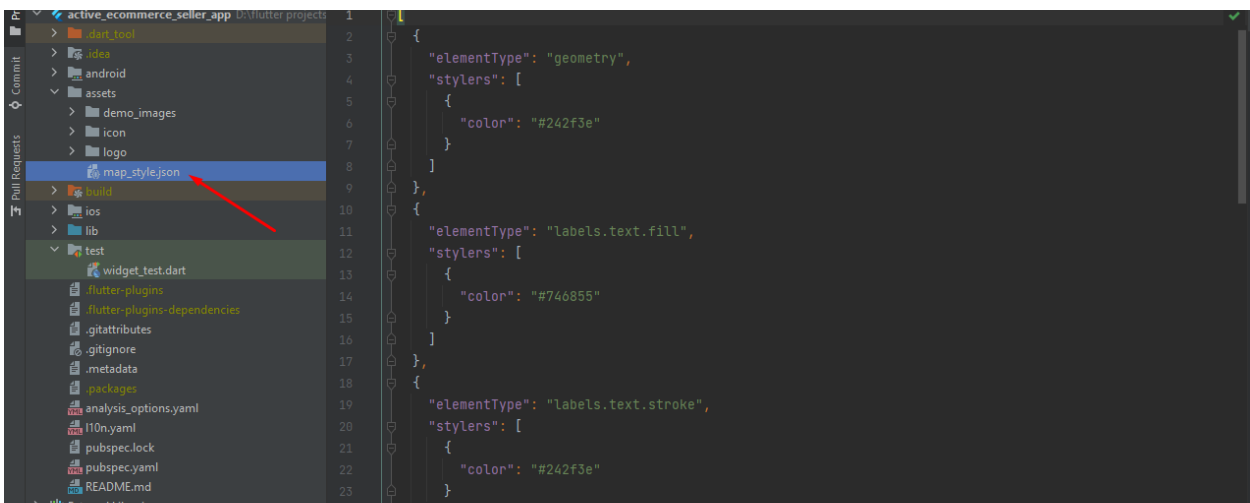 Pr
Commit
Pull Requests
active_ecommerce_seller_app D:\flutter projects
.dart_tool
.idea
android
assets
demo_images
icon
logo
map_style.json
build
ios
lib
test
widget_test.dart
.flutter-plugins
.flutter-plugins-dependencies
.gitattributes
.gitignore
.metadata
.packages
analysis_options.yaml
l10n.yaml
pubspec.lock
pubspec.yaml
README.md
1 [
2 {
3 "elementType": "geometry",
4 "stylers": [
5 {
6 "color": "#242f3e"
7 }
8 ]
9 },
10 {
11 "elementType": "labels.text.fill",
12 "stylers": [
13 {
14 "color": "#746855"
15 }
16 ]
17 },
18 {
19 "elementType": "labels.text.stroke",
20 "stylers": [
21 {
22 "color": "#242f3e"
23 }